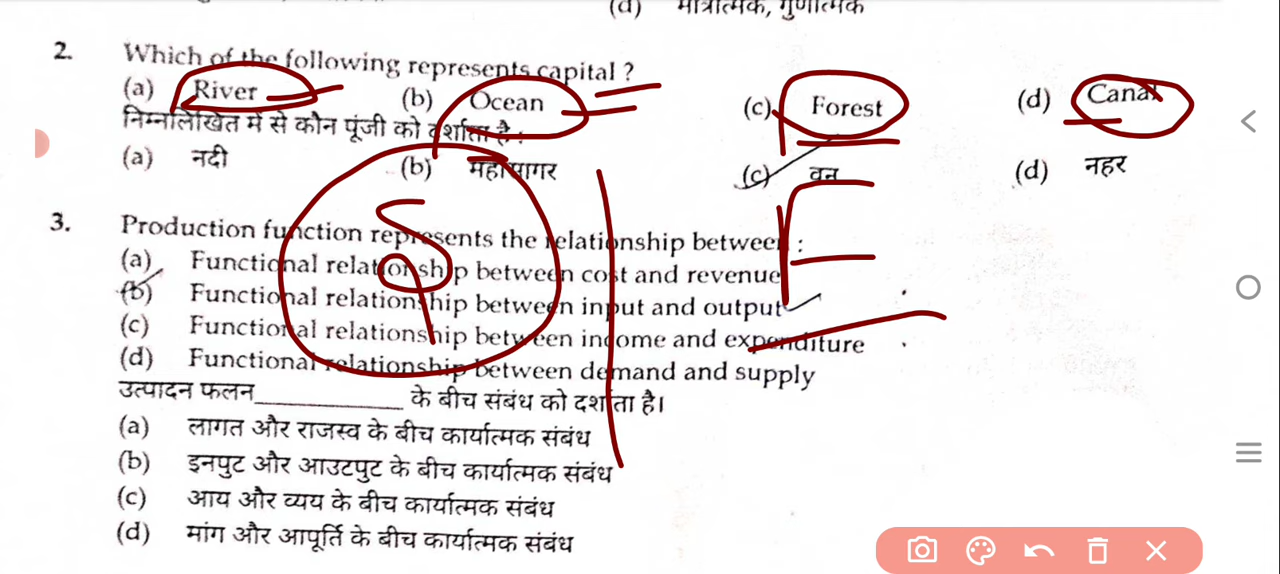 (d) मात्रात्मक, गुणात्मक
2. Which of the following represents capital ?
(a) River (b) Ocean (c) Forest (d) Canal
निम्नलिखित में से कौन पूंजी को दर्शाता है :
(a) नदी (b) महासागर (c) वन (d) नहर
3. Production function represents the relationship between :
(a) Functional relationship between cost and revenue
(b) Functional relationship between input and output
(c) Functional relationship between income and expenditure
(d) Functional relationship between demand and supply
उत्पादन फलन____________ के बीच संबंध को दर्शाता है।
(a) लागत और राजस्व के बीच कार्यात्मक संबंध
(b) इनपुट और आउटपुट के बीच कार्यात्मक संबंध
(c) आय और व्यय के बीच कार्यात्मक संबंध
(d) मांग और आपूर्ति के बीच कार्यात्मक संबंध